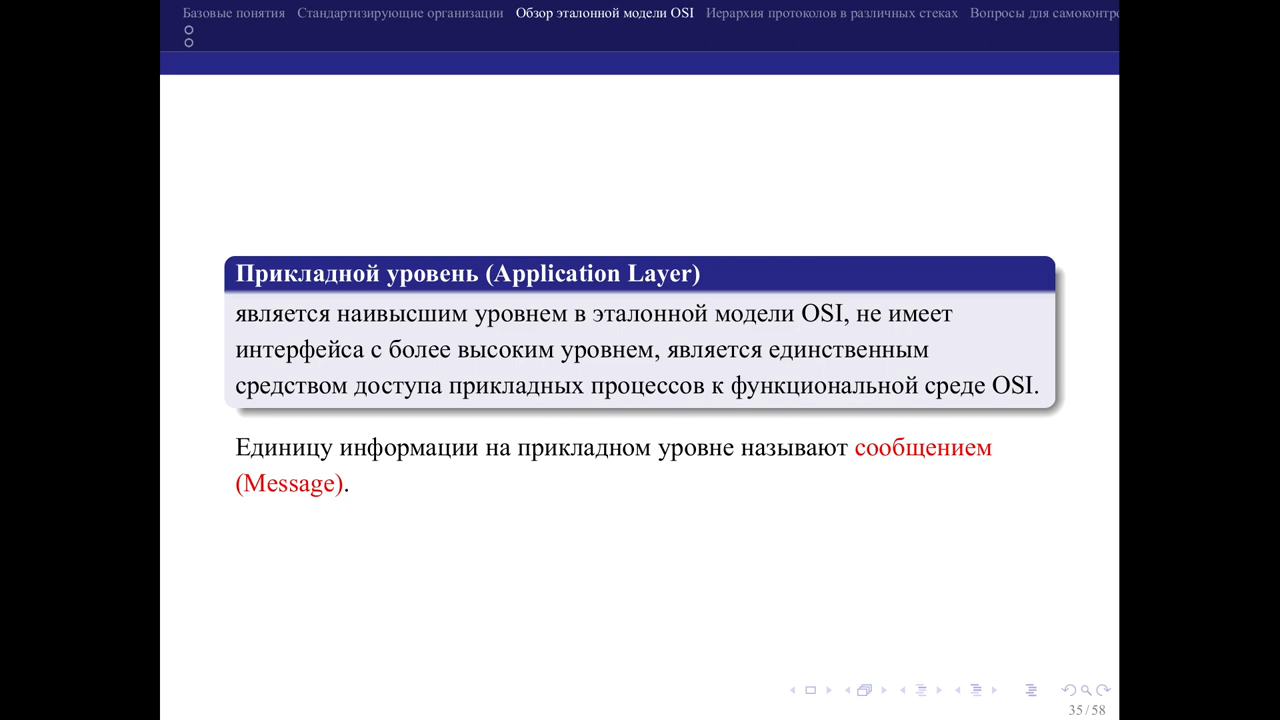 Базовые понятия Стандартизирующие организации Обзор эталонной модели OSI Иерархия протоколов в различных стеках Вопросы для самоконтро
Прикладной уровень (Application Layer)
является наивысшим уровнем в эталонной модели OSI, не имеет
интерфейса с более высоким уровнем, является единственным
средством доступа прикладных процессов к функциональной среде OSI.
Единицу информации на прикладном уровне называют сообщением
(Message).
35 / 58